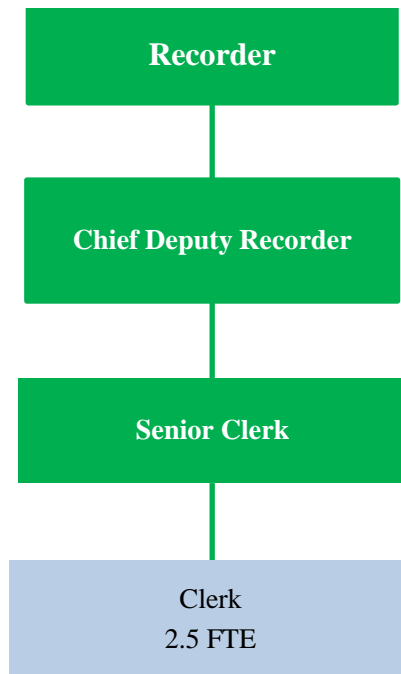 Recorder
Chief Deputy Recorder
Senior Clerk
Clerk
2.5 FTE